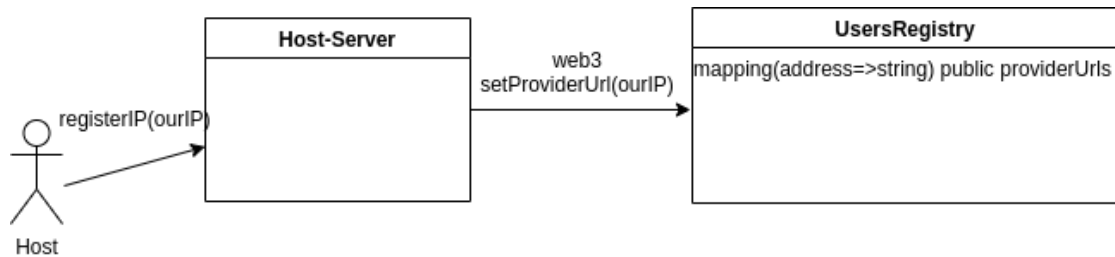 Host-Server
UsersRegistry
web3
setProviderUrl(ourIP)
mapping(address=>string) public providerUrls
registerIP(ourIP)
Host